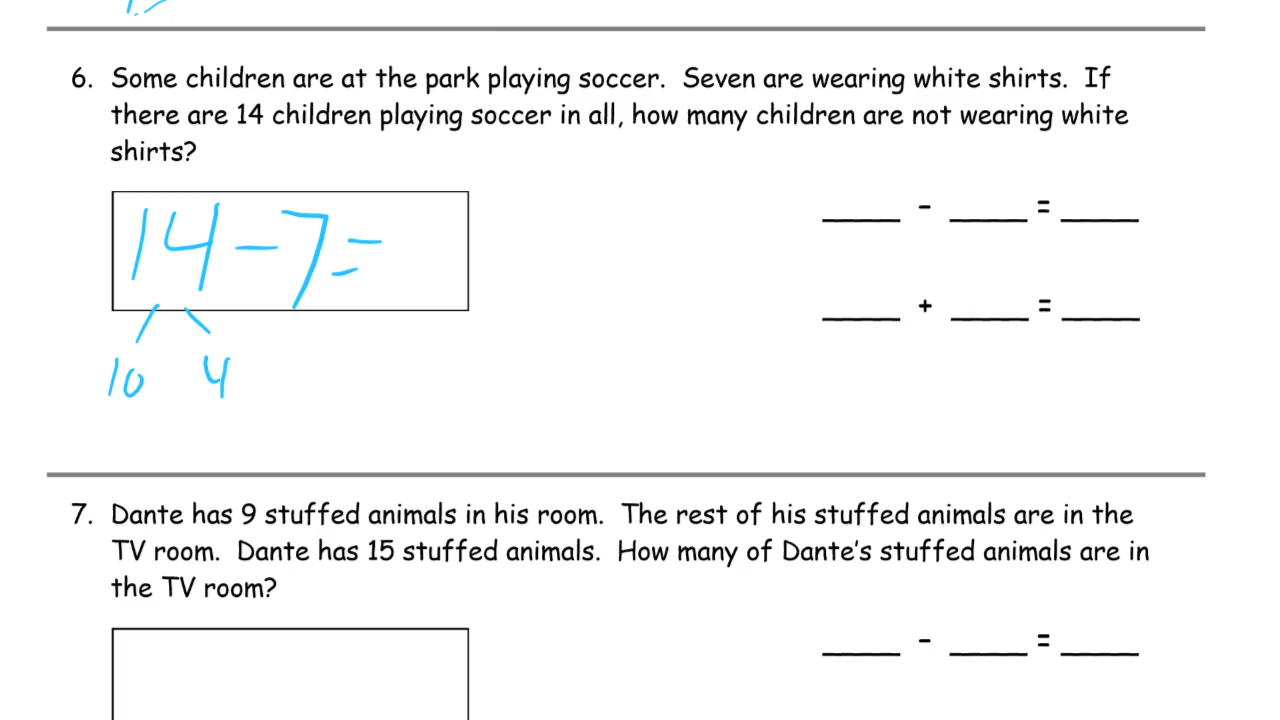 6. Some children are at the park playing soccer. Seven are wearing white shirts. If
there are 14 children playing soccer in all, how many children are not wearing white
shirts?
14 - 7 =
10 4
____ - ____ = ____
____ + ____ = ____
7. Dante has 9 stuffed animals in his room. The rest of his stuffed animals are in the
TV room. Dante has 15 stuffed animals. How many of Dante's stuffed animals are in
the TV room?
____ - ____ = ____